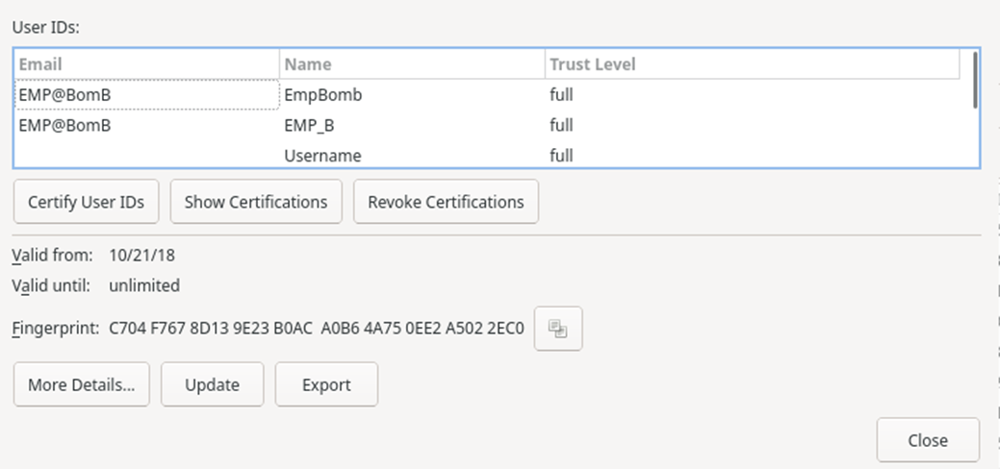 User IDs:
Email Name Trust Level
EMP@BomB EmpBomb full
EMP@BomB EMP_B full
Username full
Certify User IDs Show Certifications Revoke Certifications
Valid from: 10/21/18
Valid until: unlimited
Fingerprint: C704 F767 8D13 9E23 B0AC A0B6 4A75 0EE2 A502 2EC0
More Details... Update Export
Close